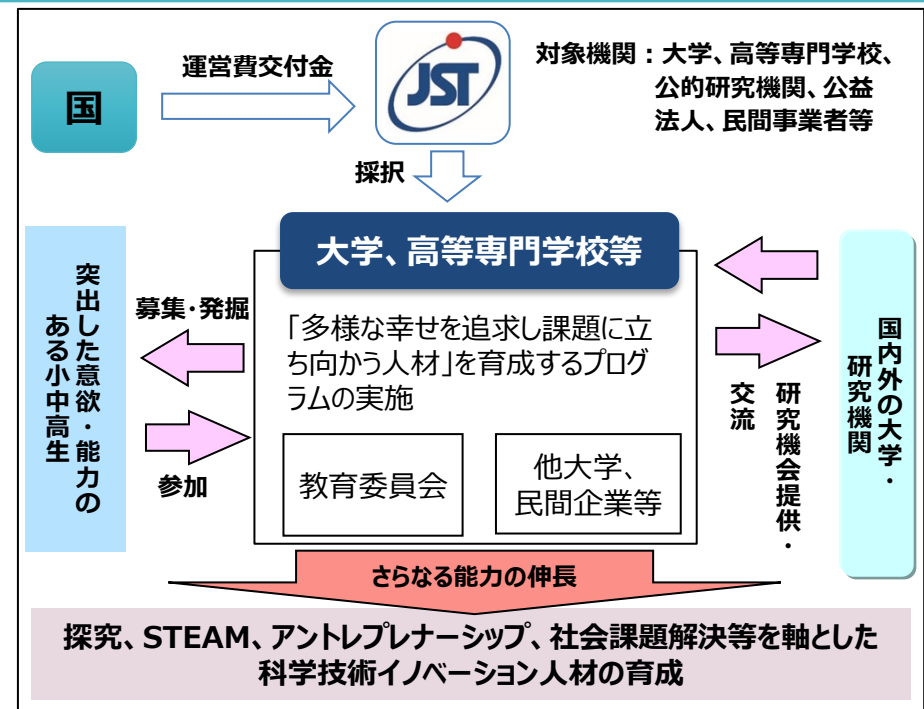 国
運営費交付金
JST
対象機関：大学、高等専門学校、
公的研究機関、公益
法人、民間事業者等
採択
大学、高等専門学校等
突出した意欲・能力の
ある小中高生
募集・発掘
参加
「多様な幸せを追求し課題に立
ち向かう人材」を育成するプログ
ラムの実施
教育委員会
他大学、
民間企業等
研究機会提供・
交流
国内外の大学・
研究機関
さらなる能力の伸長
探究、STEAM、アントレプレナーシップ、社会課題解決等を軸とした
科学技術イノベーション人材の育成